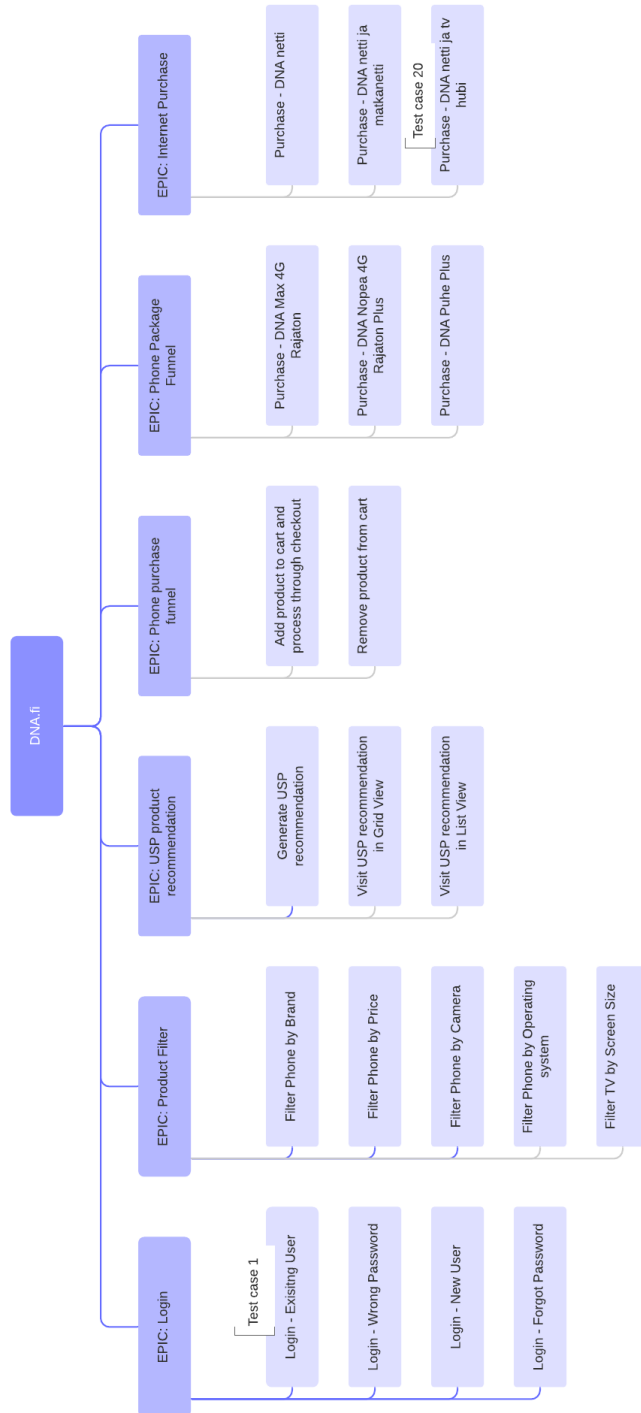 DNA.fi
EPIC: Login
Test case 1
Login - Exisitng User
Login - Wrong Password
Login - New User
Login - Forgot Password
EPIC: Product Filter
Filter Phone by Brand
Filter Phone by Price
Filter Phone by Camera
Filter Phone by Operating
system
Filter TV by Screen Size
EPIC: USP product
recommendation
Generate USP
recommendation
Visit USP recommendation
in Grid View
Visit USP recommendation
in List View
EPIC: Phone purchase
funnel
Add product to cart and
process through checkout
Remove product from cart
EPIC: Phone Package
Funnel
Purchase - DNA Max 4G
Rajaton
Purchase - DNA Nopea 4G
Rajaton Plus
Purchase - DNA Puhe Plus
EPIC: Internet Purchase
Purchase - DNA netti
Purchase - DNA netti ja
matkanetti
Test case 20
Purchase - DNA netti ja tv
hubi